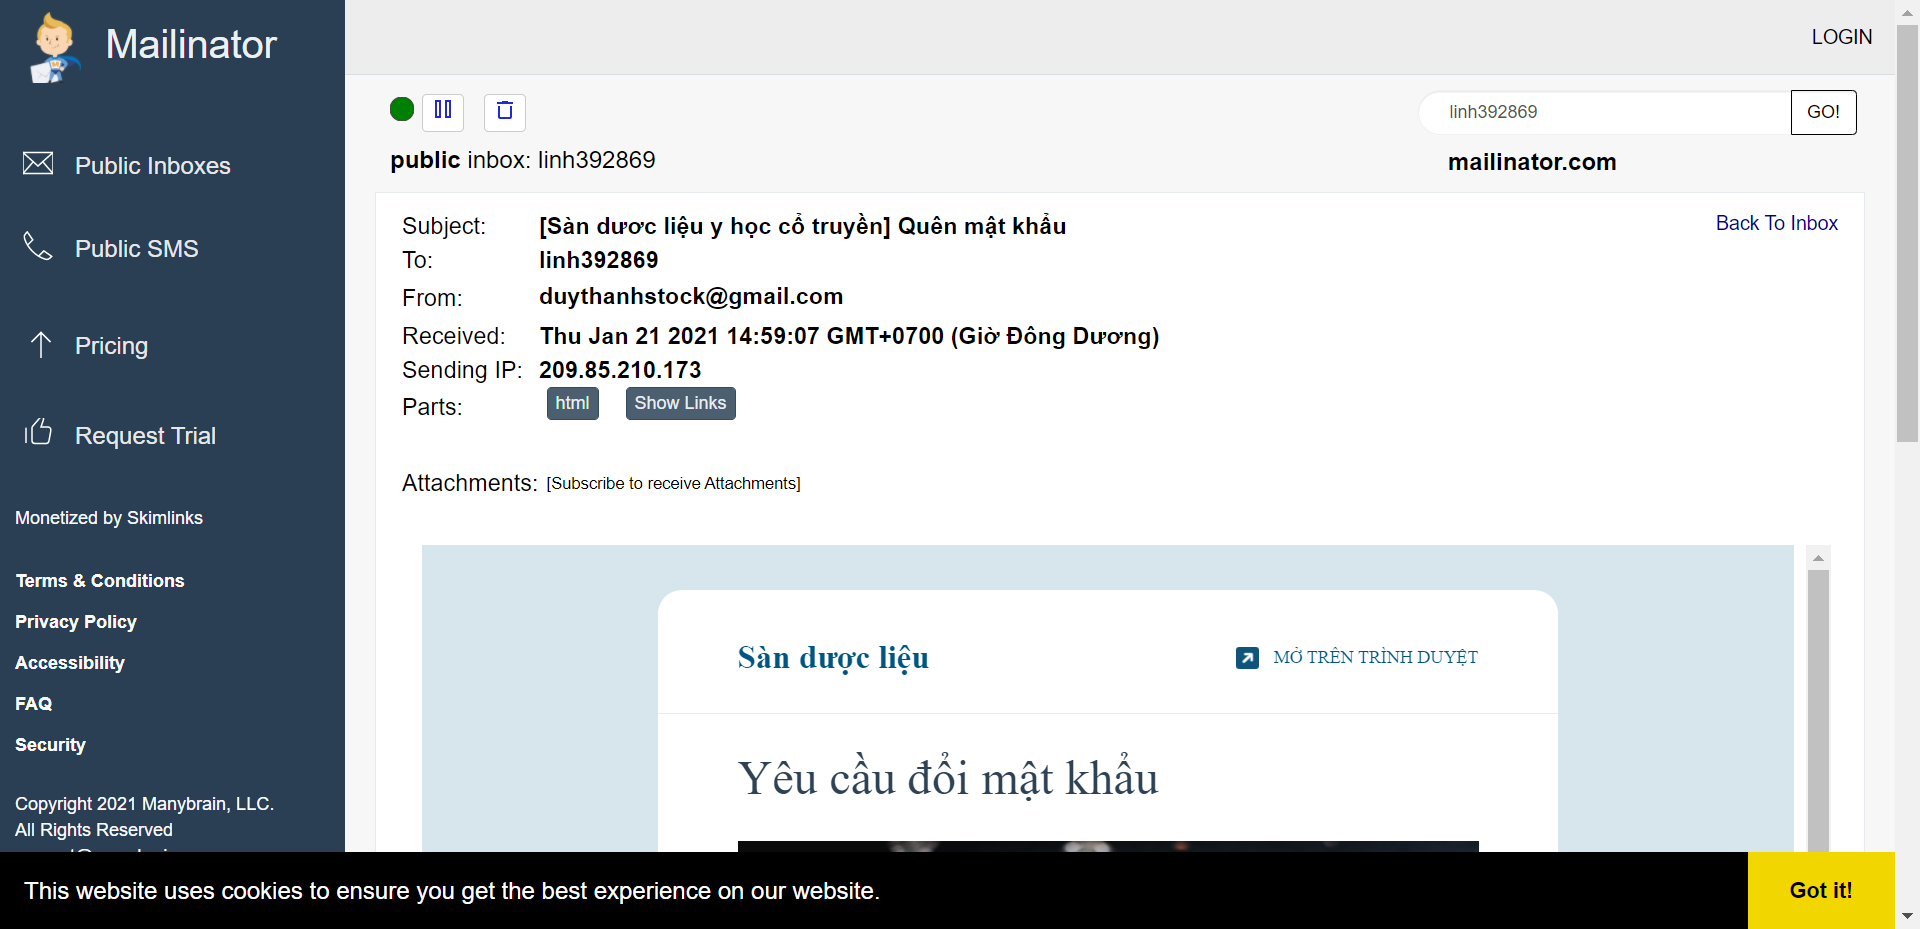 Mailinator
LOGIN
Public Inboxes
Public SMS
Pricing
Request Trial
Monetized by Skimlinks
Terms & Conditions
Privacy Policy
Accessibility
FAQ
Security
Copyright 2021 Manybrain, LLC.
All Rights Reserved
linh392869
GO!
public inbox: linh392869
mailinator.com
Subject: [Sàn dươc liệu y học cổ truyền] Quên mật khẩu
Back To Inbox
To: linh392869
From: duythanhstock@gmail.com
Received: Thu Jan 21 2021 14:59:07 GMT+0700 (Giờ Đông Dương)
Sending IP: 209.85.210.173
Parts: html Show Links
Attachments: [Subscribe to receive Attachments]
Sàn dược liệu
MỞ TRÊN TRÌNH DUYỆT
Yêu cầu đổi mật khẩu
This website uses cookies to ensure you get the best experience on our website.
Got it!